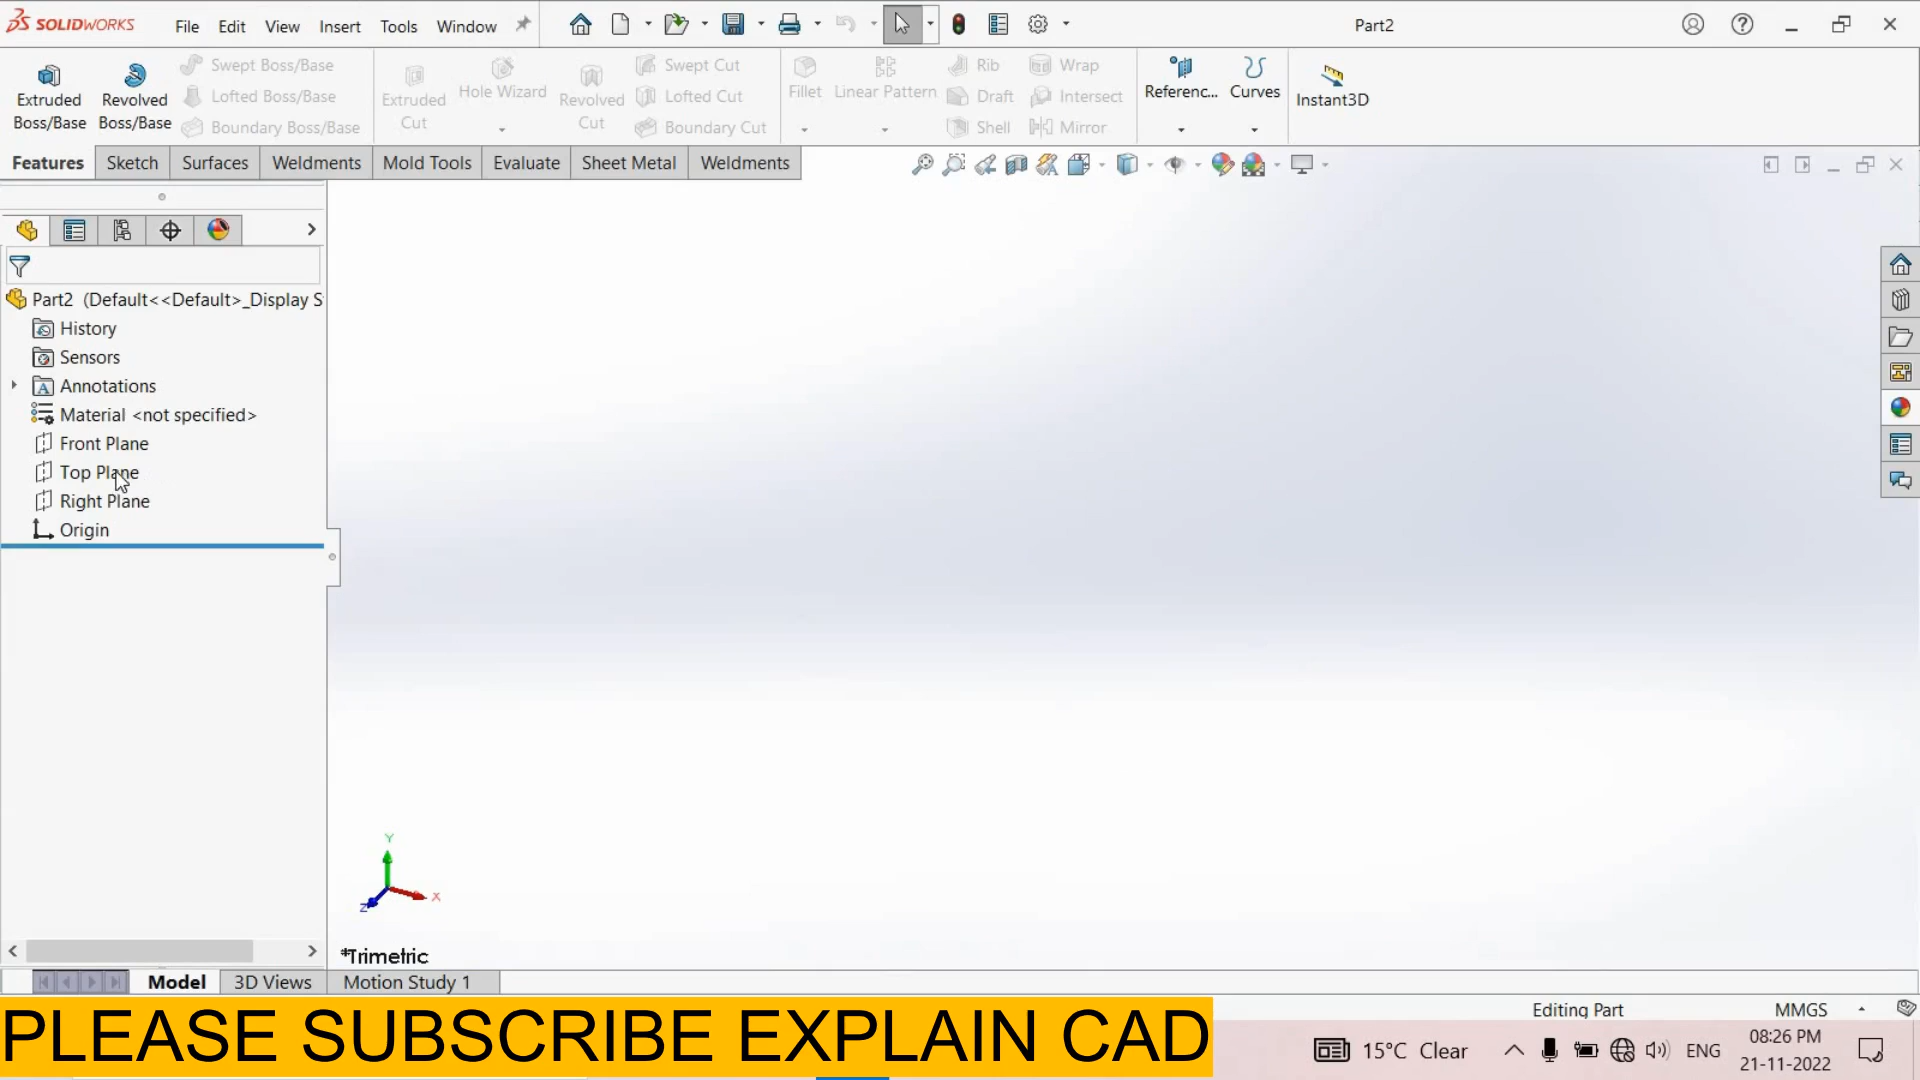 SOLIDWORKS File Edit View Insert Tools Window Part2
Extruded Boss/Base
Revolved Boss/Base
Swept Boss/Base
Lofted Boss/Base
Boundary Boss/Base
Extruded Cut
Hole Wizard
Revolved Cut
Swept Cut
Lofted Cut
Boundary Cut
Fillet
Linear Pattern
Rib
Draft
Shell
Wrap
Intersect
Mirror
Referenc...
Curves
Instant3D
Features Sketch Surfaces Weldments Mold Tools Evaluate Sheet Metal Weldments
Part2 (Default<<Default>_Display S
History
Sensors
Annotations
Material <not specified>
Front Plane
Top Plane
Right Plane
Origin
Y
X
Z
*Trimetric
Model 3D Views Motion Study 1
Editing Part MMGS
PLEASE SUBSCRIBE EXPLAIN CAD
15°C Clear
ENG
08:26 PM
21-11-2022